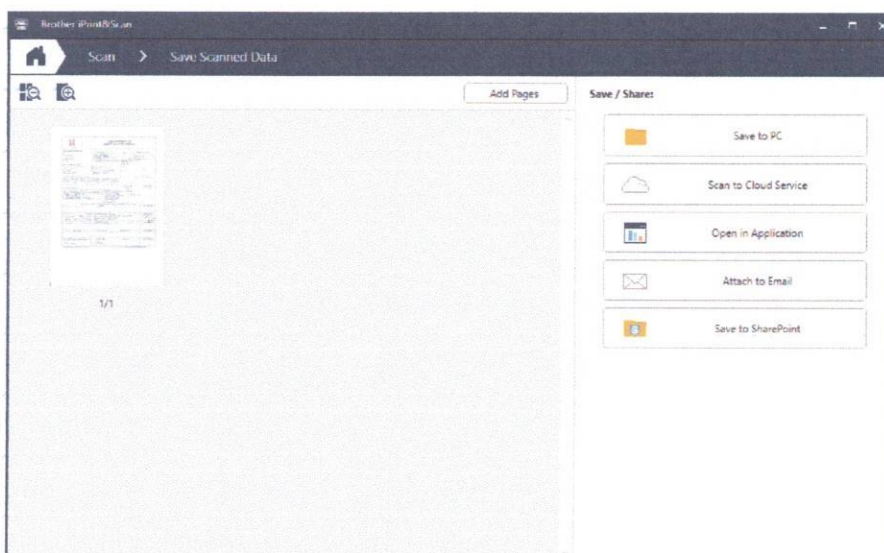 Brother iPrint&Scan
Scan > Save Scanned Data
Add Pages
Save / Share:
Save to PC
Scan to Cloud Service
Open in Application
Attach to Email
Save to SharePoint
1/1